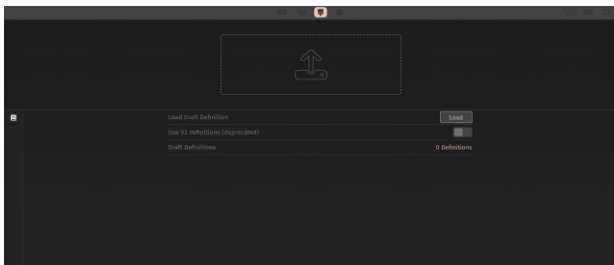 Load Draft Definition
Load
Use V2 definitions (deprecated)
Draft Definitions
0 Definitions